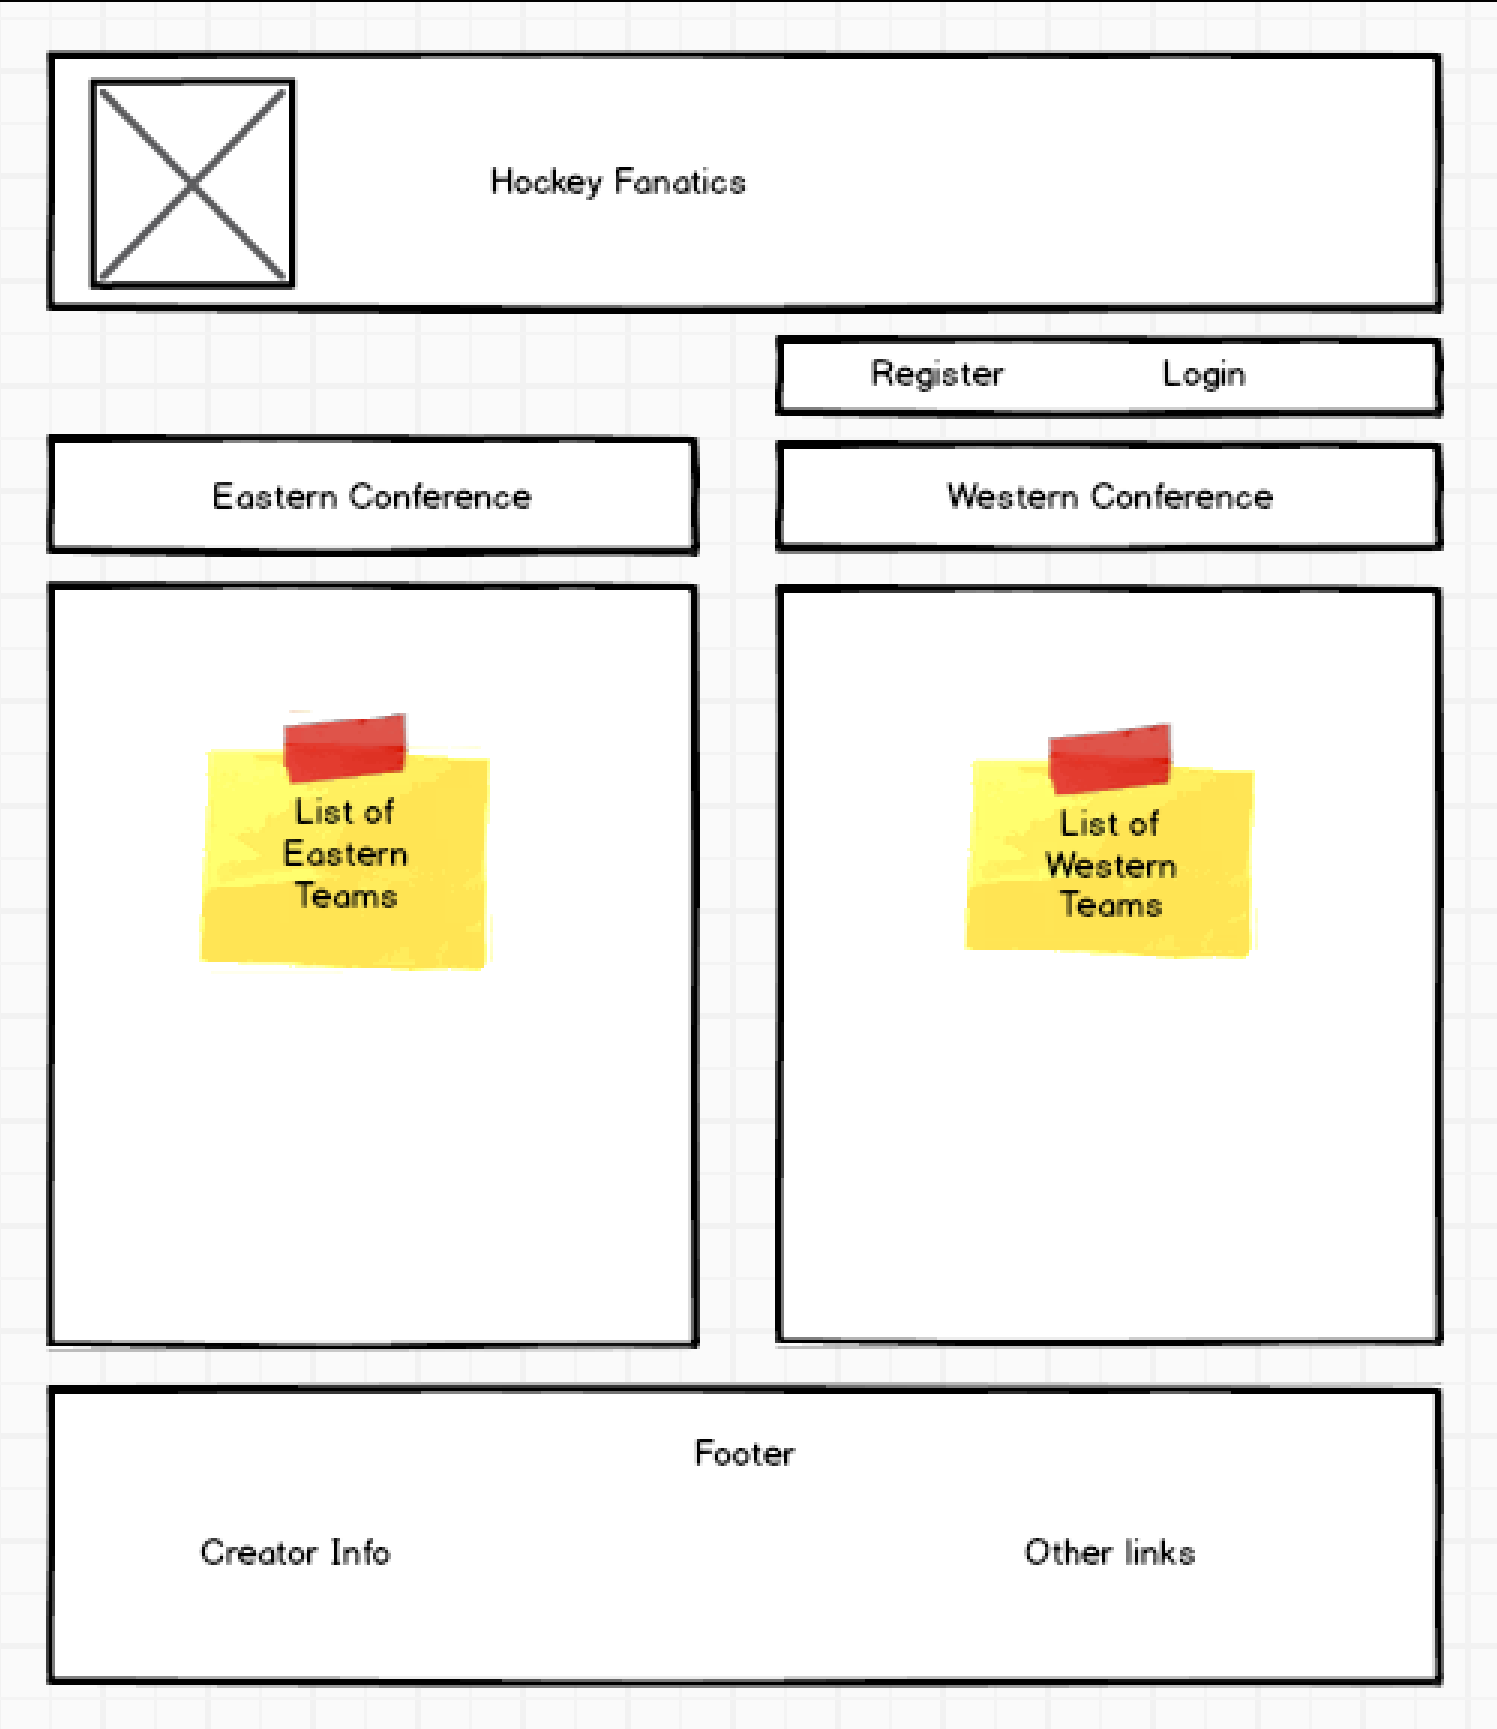 Hockey Fanatics
Register
Login
Eastern Conference
Western Conference
List of
Eastern
Teams
List of
Western
Teams
Footer
Creator Info
Other links